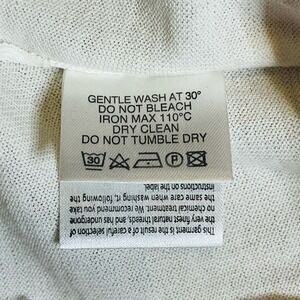 GENTLE WASH AT 30°
DO NOT BLEACH
IRON MAX 110°C
DRY CLEAN
DO NOT TUMBLE DRY
30 P
This garment is the result of a careful selection of
the very finest natural threads, and has undergone
no chemical treatment. We recommend you take
the same care when washing it, following the
instructions on the label.